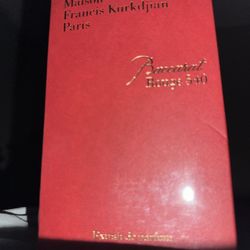 Maison
Francis Kurkdjian
Paris
Baccarat
Rouge 540
Extrait de parfum